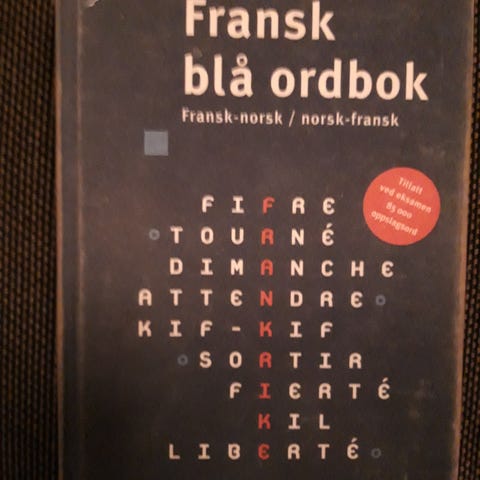 Fransk
blå ordbok
Fransk-norsk / norsk-fransk
Tillatt
ved eksamen
85 000
oppslagsord
FIFRE
TOURNÉ
DIMANCHE
ATTENDRE
KIF-KIF
SORTIR
FIERTÉ
KIL
LIBERTÉ